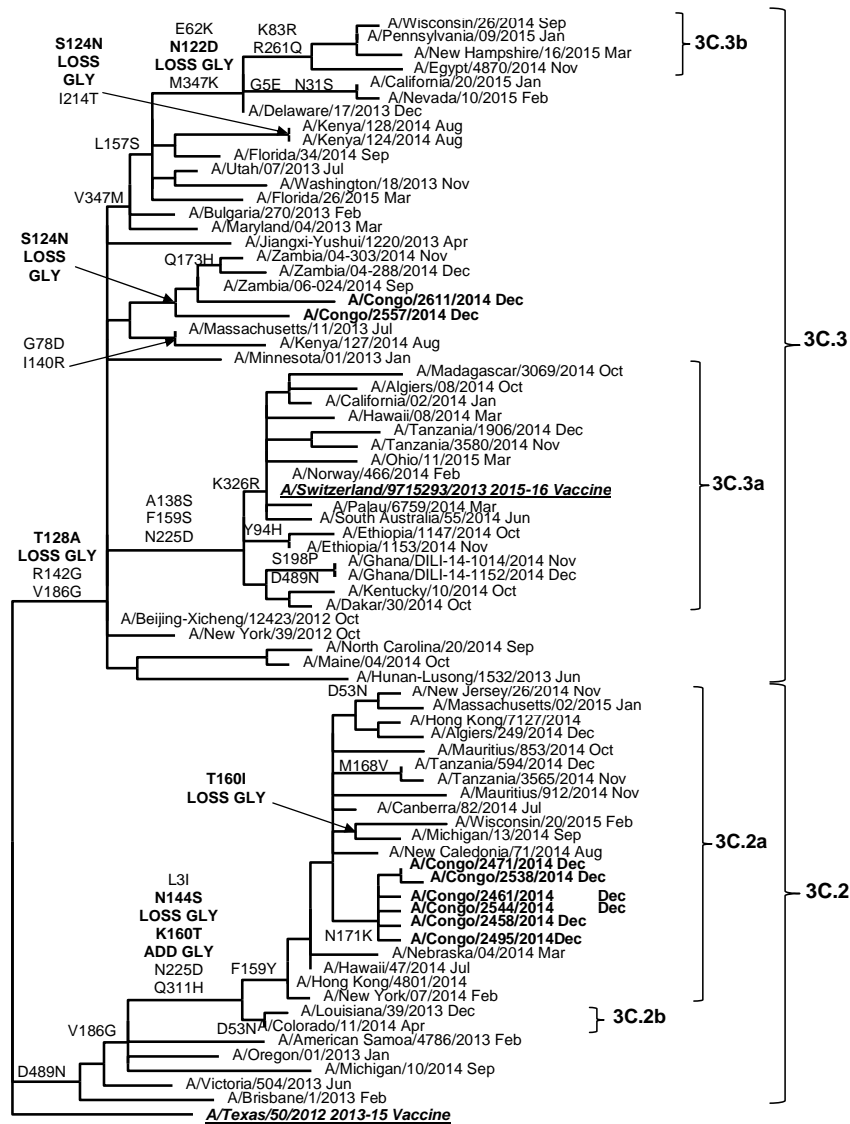 E62K
N122D
LOSS GLY
M347K
K83R
R261Q
A/Wisconsin/26/2014 Sep
A/Pennsylvania/09/2015 Jan
A/New Hampshire/16/2015 Mar
A/Egypt/4870/2014 Nov
3C.3b
S124N
LOSS
GLY
I214T
G5E
N31S
A/California/20/2015 Jan
A/Nevada/10/2015 Feb
A/Delaware/17/2013 Dec
A/Kenya/128/2014 Aug
A/Kenya/124/2014 Aug
L157S
A/Florida/34/2014 Sep
A/Utah/07/2013 Jul
A/Washington/18/2013 Nov
V347M
A/Florida/26/2015 Mar
A/Bulgaria/270/2013 Feb
A/Maryland/04/2013 Mar
S124N
LOSS
GLY
A/Jiangxi-Yushui/1220/2013 Apr
Q173H
A/Zambia/04-303/2014 Nov
A/Zambia/04-288/2014 Dec
A/Zambia/06-024/2014 Sep
A/Congo/2611/2014 Dec
A/Congo/2557/2014 Dec
G78D
I140R
A/Massachusetts/11/2013 Jul
A/Kenya/127/2014 Aug
A/Minnesota/01/2013 Jan
3C.3
A/Madagascar/3069/2014 Oct
A/Algiers/08/2014 Oct
A/California/02/2014 Jan
A/Hawaii/08/2014 Mar
A/Tanzania/1906/2014 Dec
A/Tanzania/3580/2014 Nov
A/Ohio/11/2015 Mar
A/Norway/466/2014 Feb
K326R
A/Switzerland/9715293/2013 2015-16 Vaccine
3C.3a
A138S
F159S
N225D
A/Palau/6759/2014 Mar
A/South Australia/55/2014 Jun
Y94H
A/Ethiopia/1147/2014 Oct
A/Ethiopia/1153/2014 Nov
S198P
D489N
A/Ghana/DILI-14-1014/2014 Nov
A/Ghana/DILI-14-1152/2014 Dec
A/Kentucky/10/2014 Oct
A/Dakar/30/2014 Oct
T128A
LOSS GLY
R142G
V186G
A/Beijing-Xicheng/12423/2012 Oct
A/New York/39/2012 Oct
A/North Carolina/20/2014 Sep
A/Maine/04/2014 Oct
A/Hunan-Lusong/1532/2013 Jun
D53N
A/New Jersey/26/2014 Nov
A/Massachusetts/02/2015 Jan
A/Hong Kong/7127/2014
A/Algiers/249/2014 Dec
A/Mauritius/853/2014 Oct
M168V
A/Tanzania/594/2014 Dec
A/Tanzania/3565/2014 Nov
A/Mauritius/912/2014 Nov
T160I
LOSS GLY
A/Canberra/82/2014 Jul
A/Wisconsin/20/2015 Feb
A/Michigan/13/2014 Sep
A/New Caledonia/71/2014 Aug
3C.2a
A/Congo/2471/2014 Dec
A/Congo/2538/2014 Dec
A/Congo/2461/2014 Dec
A/Congo/2544/2014 Dec
A/Congo/2458/2014 Dec
A/Congo/2495/2014Dec
N171K
3C.2
L3I
N144S
LOSS GLY
K160T
ADD GLY
N225D
Q311H
A/Nebraska/04/2014 Mar
A/Hawaii/47/2014 Jul
F159Y
A/Hong Kong/4801/2014
A/New York/07/2014 Feb
A/Louisiana/39/2013 Dec
D53N
A/Colorado/11/2014 Apr
3C.2b
V186G
A/American Samoa/4786/2013 Feb
A/Oregon/01/2013 Jan
A/Michigan/10/2014 Sep
D489N
A/Victoria/504/2013 Jun
A/Brisbane/1/2013 Feb
A/Texas/50/2012 2013-15 Vaccine